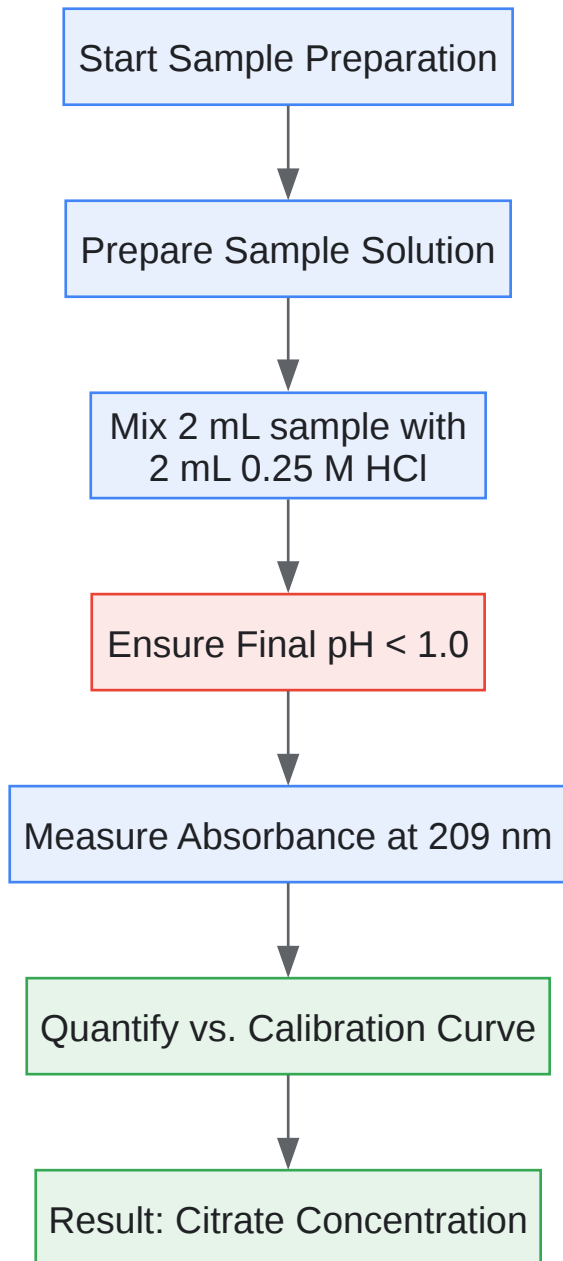 Start Sample Preparation
Prepare Sample Solution
Mix 2 mL sample with
2 mL 0.25 M HCl
Ensure Final pH < 1.0
Measure Absorbance at 209 nm
Quantify vs. Calibration Curve
Result: Citrate Concentration